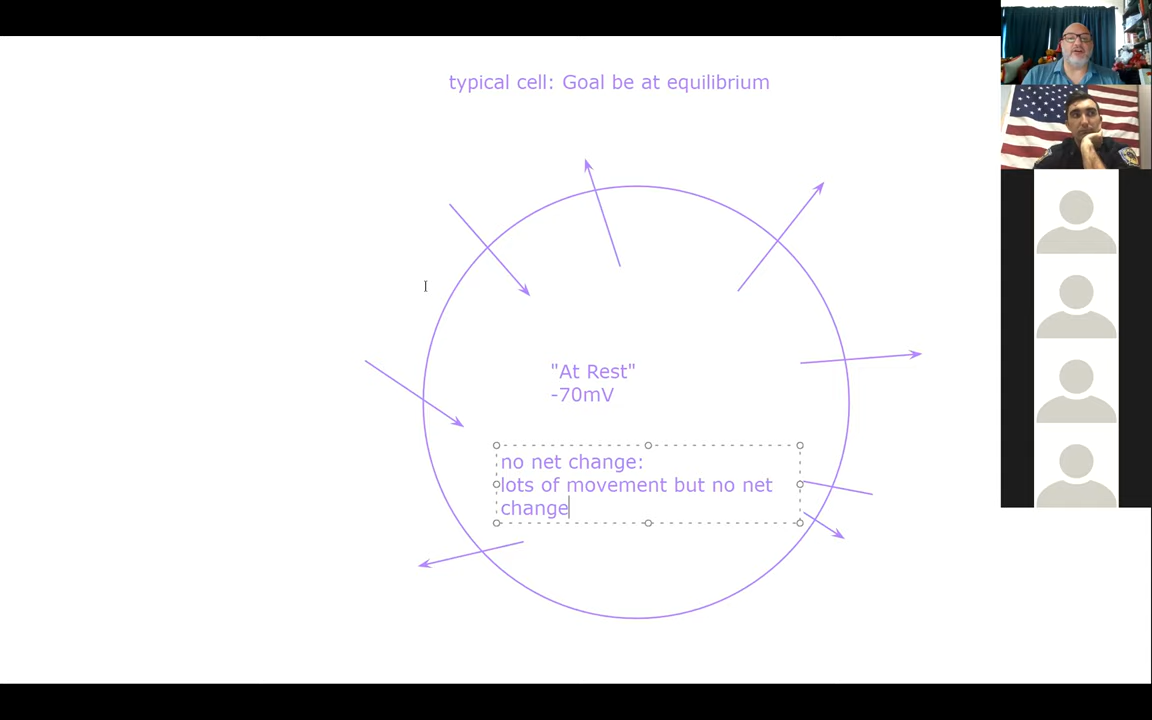 typical cell: Goal be at equilibrium
"At Rest"
-70mV
no net change:
lots of movement but no net
change